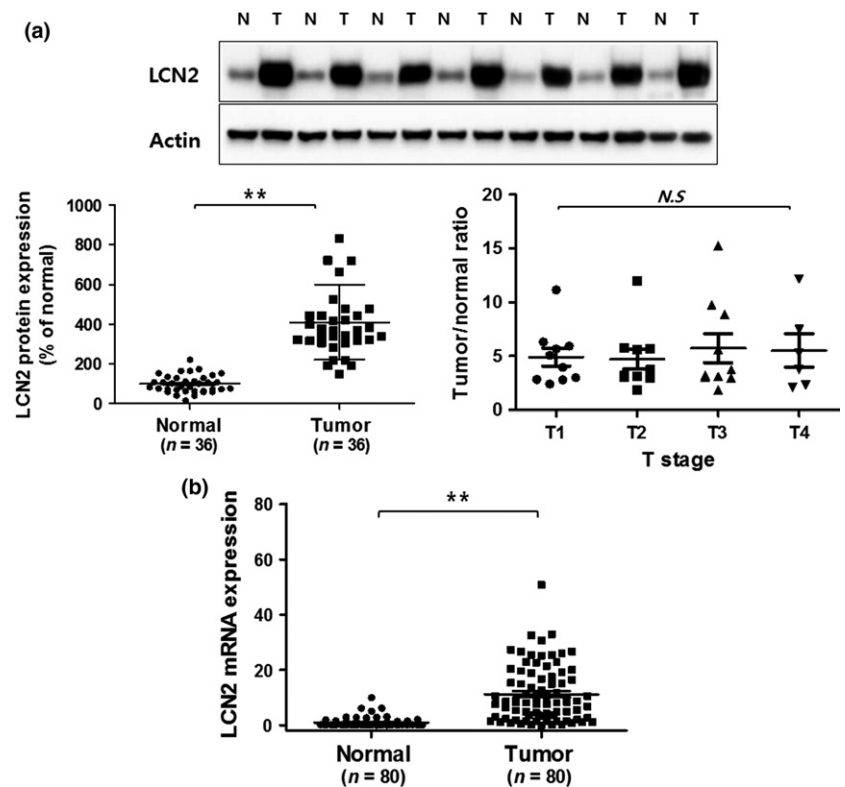 (a)
N T N T N T N T N T N T N T
LCN2
Actin
LCN2 protein expression
(% of normal)
1000
800
600
400
200
0
**
Normal
(n = 36)
Tumor
(n = 36)
Tumor/normal ratio
20
15
10
5
0
N.S
T1 T2 T3 T4
T stage
(b)
LCN2 mRNA expression
80
60
40
20
0
**
Normal
(n = 80)
Tumor
(n = 80)